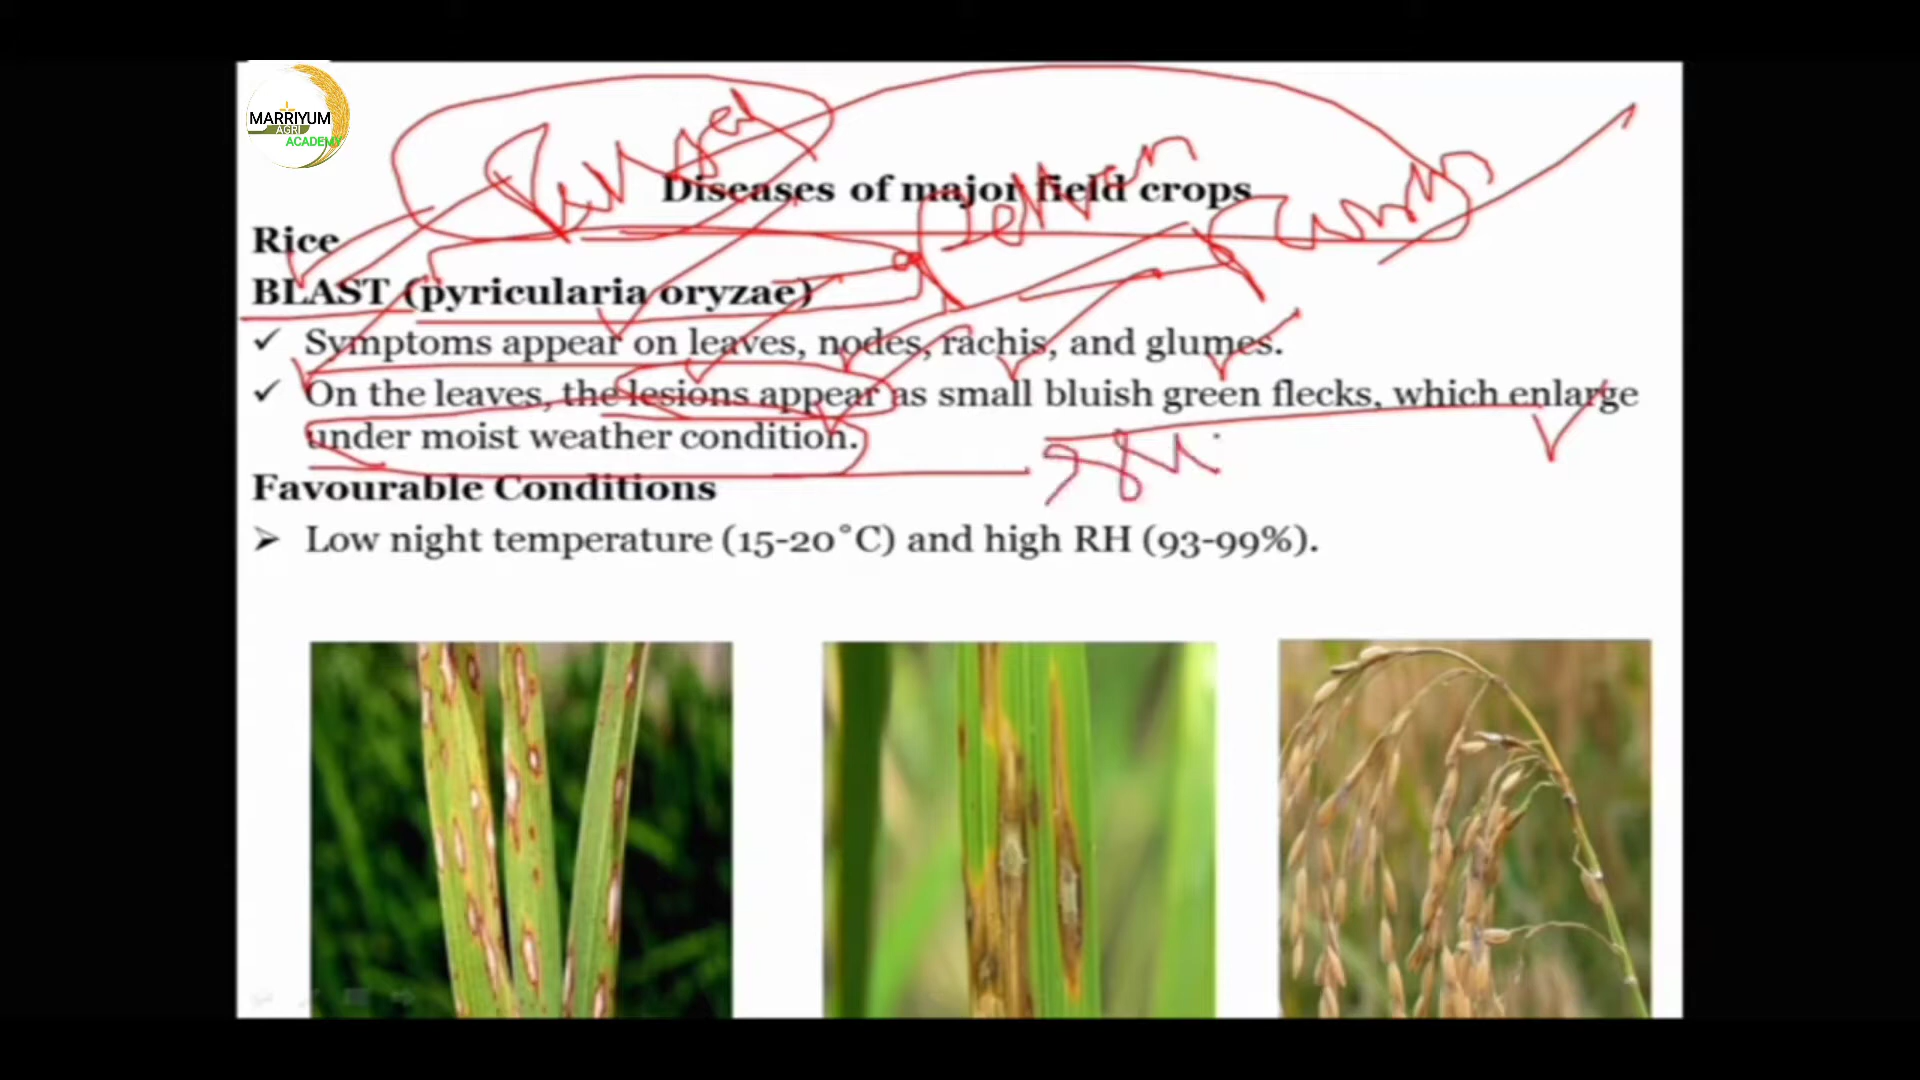 MARRIYUM
AGRI
ACADEMY
Diseases of major field crops
Rice
BLAST (pyricularia oryzae)
✓ Symptoms appear on leaves, nodes, rachis, and glumes.
✓ On the leaves, the lesions appear as small bluish green flecks, which enlarge
under moist weather condition.
Favourable Conditions
➢ Low night temperature (15-20°C) and high RH (93-99%).